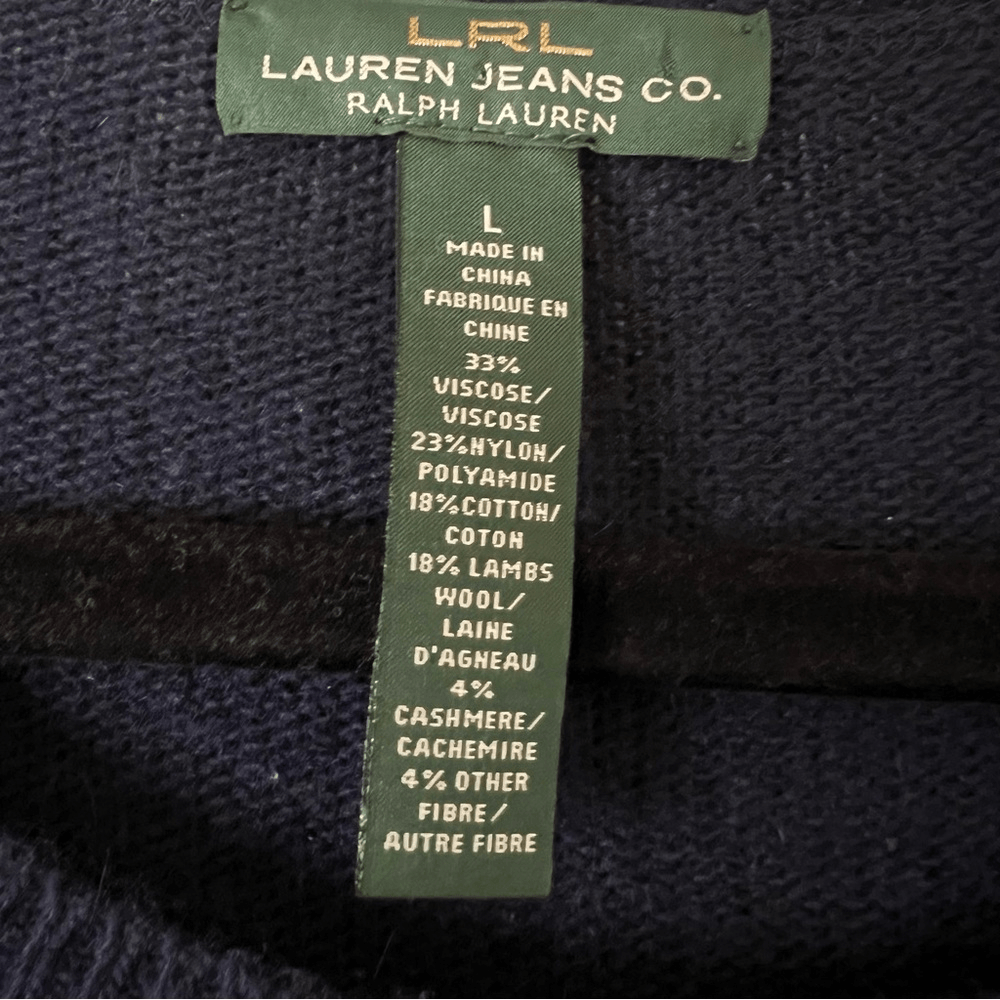 LRL
LAUREN JEANS CO.
RALPH LAUREN
L
MADE IN
CHINA
FABRIQUE EN
CHINE
33%
VISCOSE/
VISCOSE
23%NYLON/
POLYAMIDE
18%COTTON/
COTON
18% LAMBS
WOOL/
LAINE
D'AGNEAU
4%
CASHMERE/
CACHEMIRE
4% OTHER
FIBRE/
AUTRE FIBRE